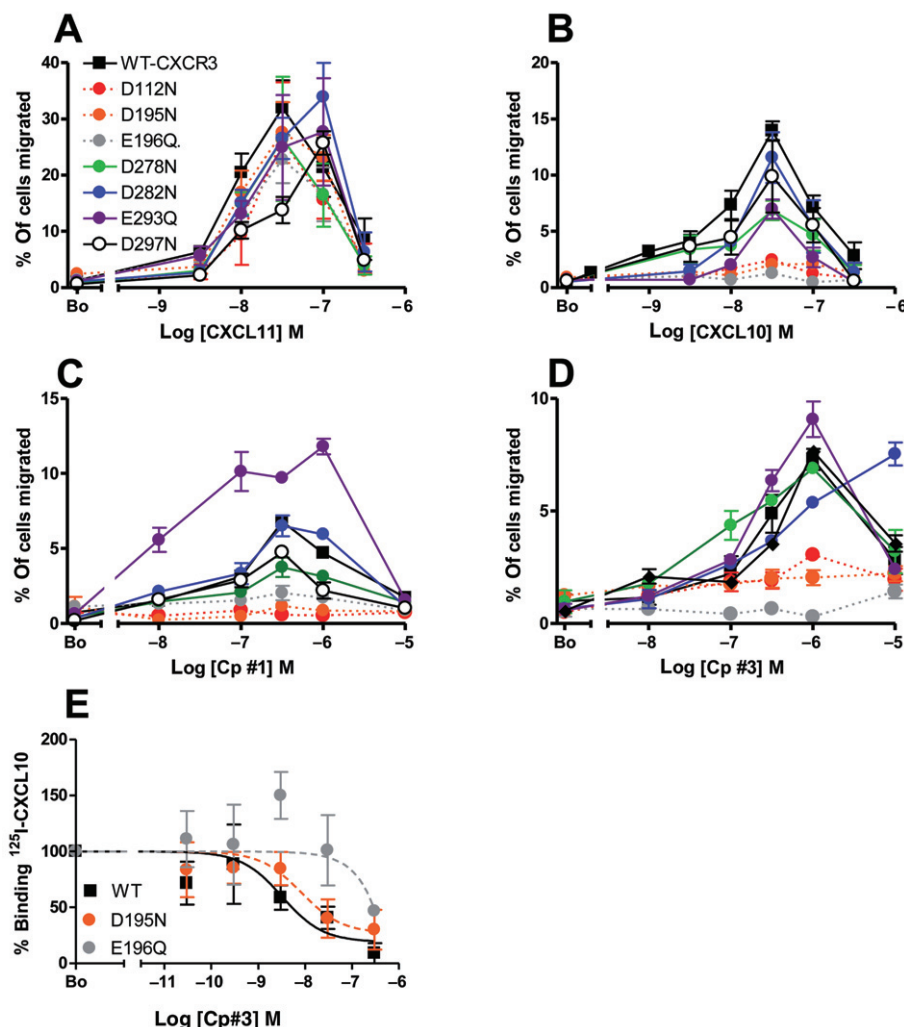 A
B
WT-CXCR3
D112N
D195N
E196Q.
D278N
D282N
E293Q
D297N
% Of cells migrated
40
30
20
10
0
Bo
–9
–8
–7
–6
Log [CXCL11] M
% Of cells migrated
20
15
10
5
0
Bo
–9
–8
–7
–6
Log [CXCL10] M
C
D
% Of cells migrated
15
10
5
0
Bo
–8
–7
–6
–5
Log [Cp #1] M
% Of cells migrated
10
5
0
Bo
–8
–7
–6
–5
Log [Cp #3] M
E
% Binding ¹²⁵I-CXCL10
200
150
100
50
0
WT
D195N
E196Q
Bo
–11
–10
–9
–8
–7
–6
Log [Cp#3] M